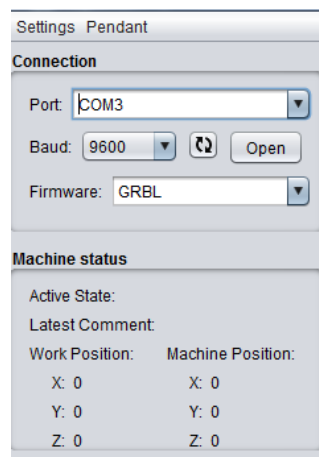 Settings Pendant
Connection
Port: COM3
Baud: 9600 Open
Firmware: GRBL
Machine status
Active State:
Latest Comment:
Work Position: Machine Position:
X: 0 X: 0
Y: 0 Y: 0
Z: 0 Z: 0